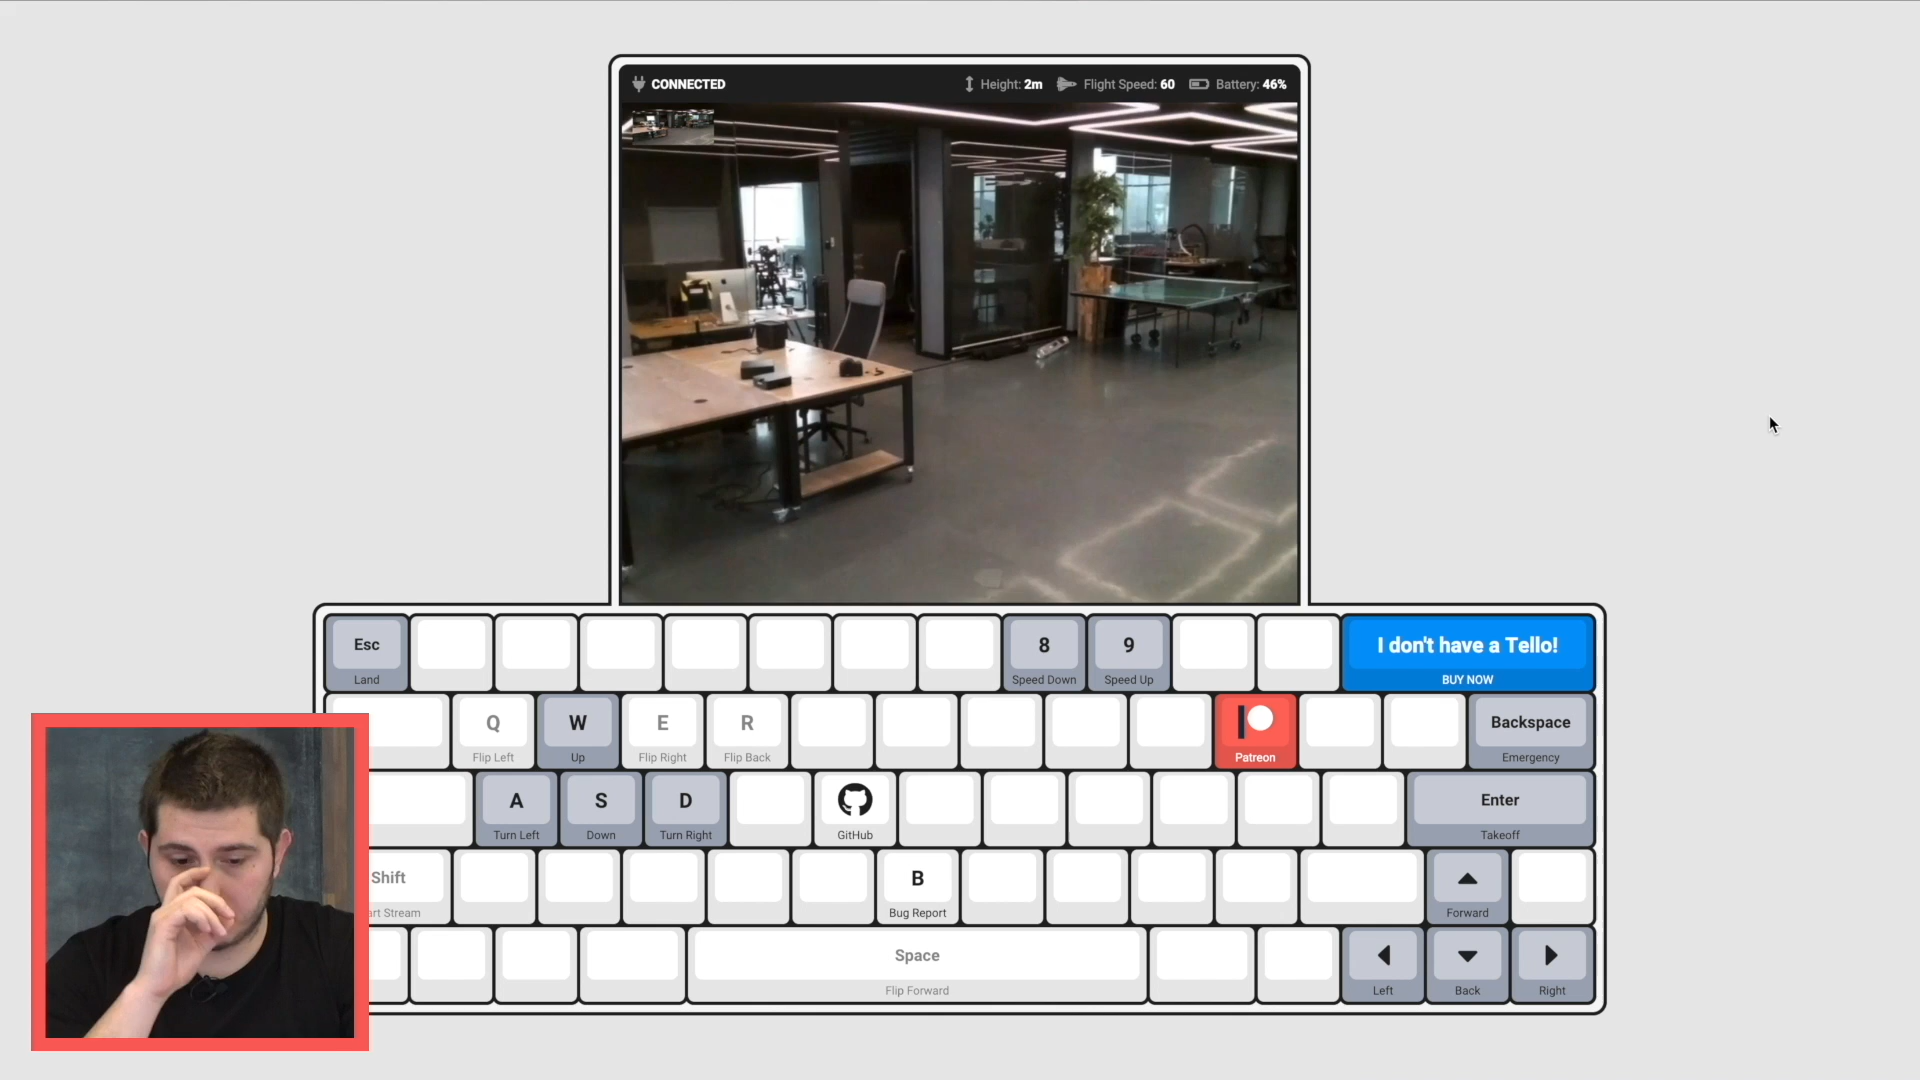 CONNECTED
Height: 2m Flight Speed: 60 Battery: 46%
Esc 8 9 I don't have a Tello!
Land Speed Down Speed Up BUY NOW
Q W E R Backspace
Flip Left Up Flip Right Flip Back Patreon Emergency
A S D Enter
Turn Left Down Turn Right GitHub Takeoff
Shift B
art Stream Bug Report Forward
Space
Flip Forward Left Back Right